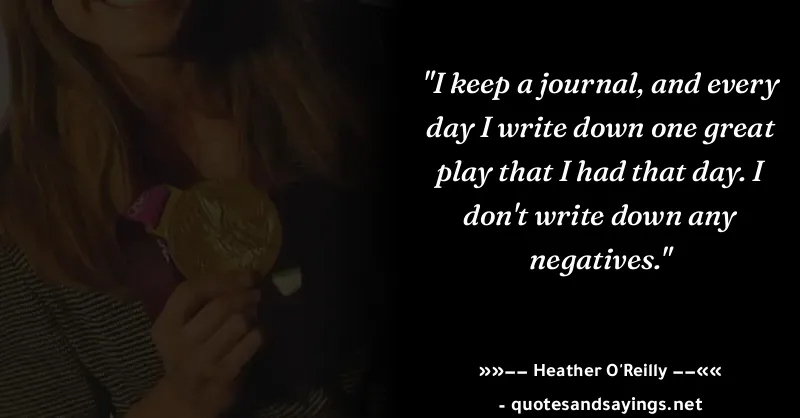 "I keep a journal, and every
day I write down one great
play that I had that day. I
don't write down any
negatives."
»»−− Heather O'Reilly −−««
- quotesandsayings.net